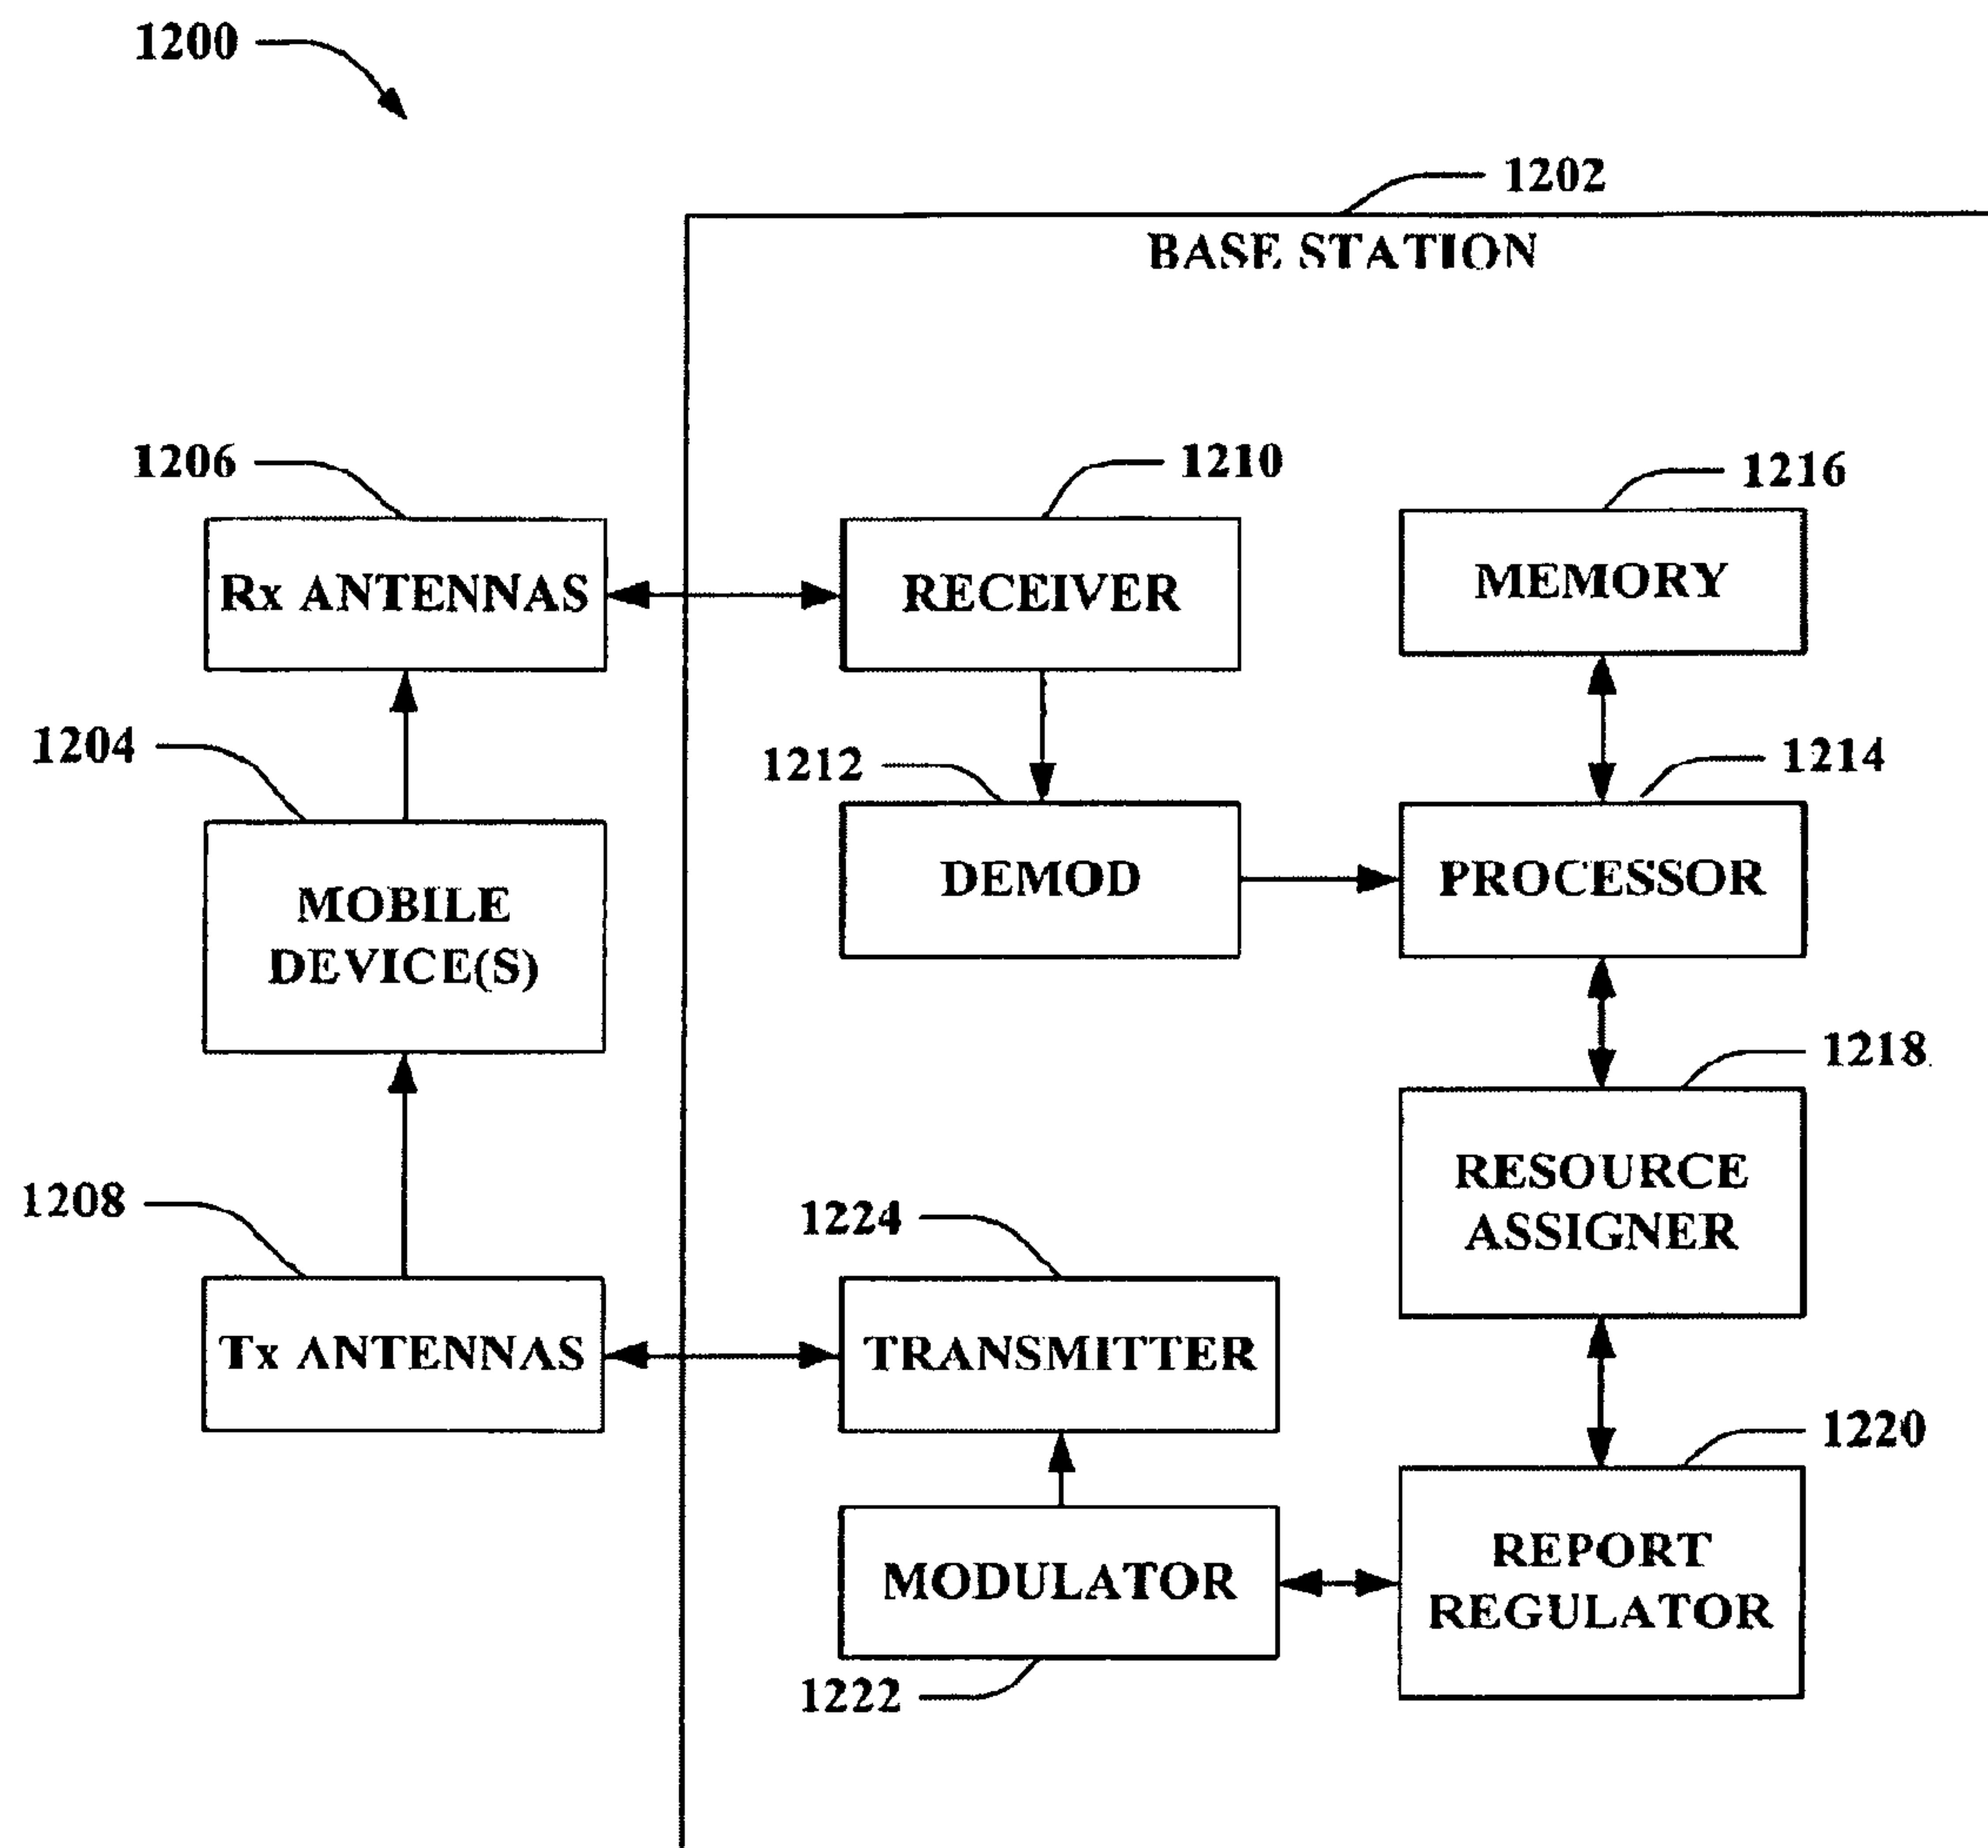 1200
1202
BASE STATION
1206
1210
1216
Rx ANTENNAS
RECEIVER
MEMORY
1204
1212
1214
MOBILE
DEVICE(S)
DEMOD
PROCESSOR
1218
1208
1224
RESOURCE
ASSIGNER
Tx ANTENNAS
TRANSMITTER
1220
MODULATOR
REPORT
REGULATOR
1222